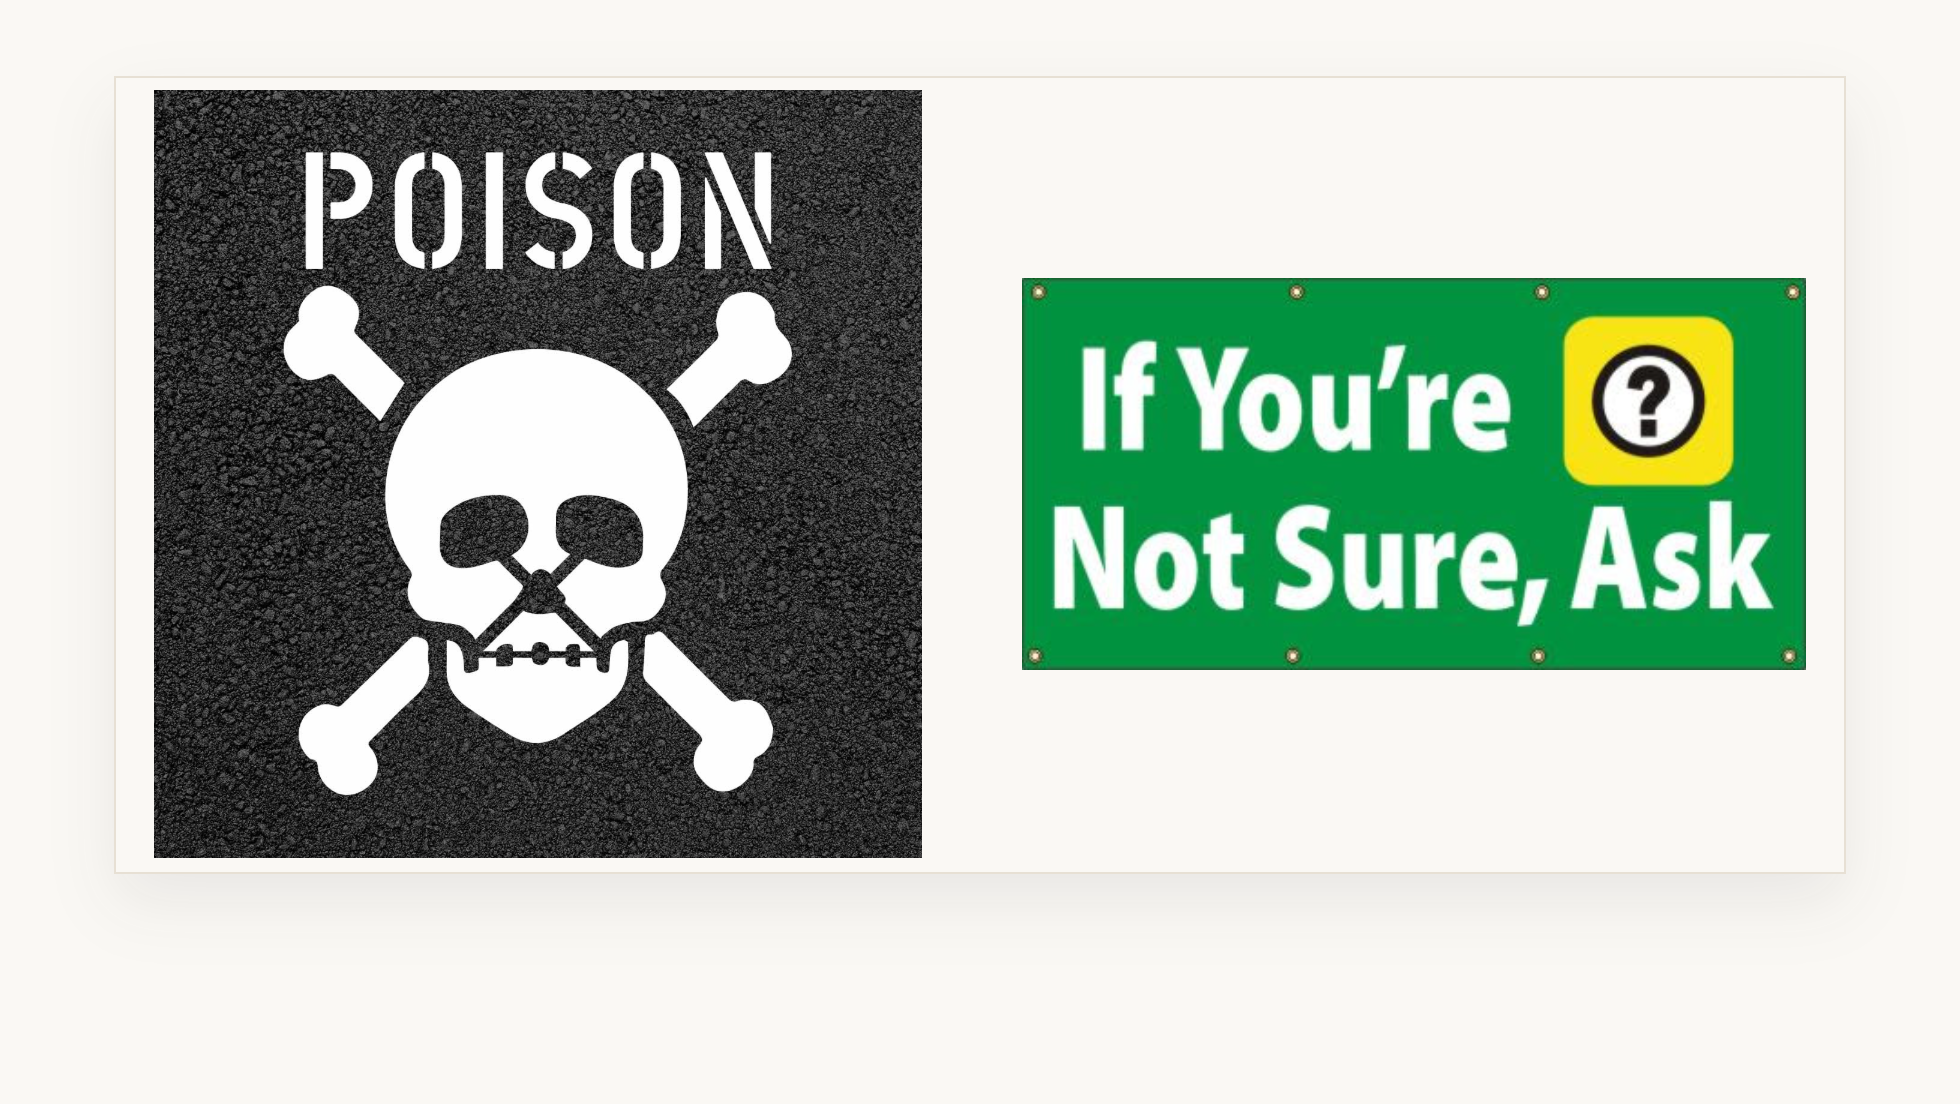 POISON
If You’re ?
Not Sure, Ask